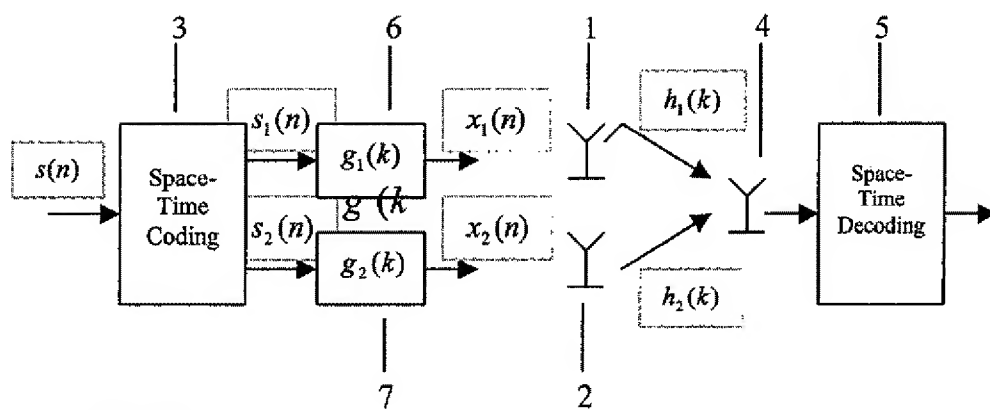 3 6 1 4 5
s₁(n) x₁(n) h₁(k)
s(n)
g₁(k)
Space-
Time
Coding
g (k
Space-
Time
Decoding
s₂(n) x₂(n)
g₂(k)
h₂(k)
7 2